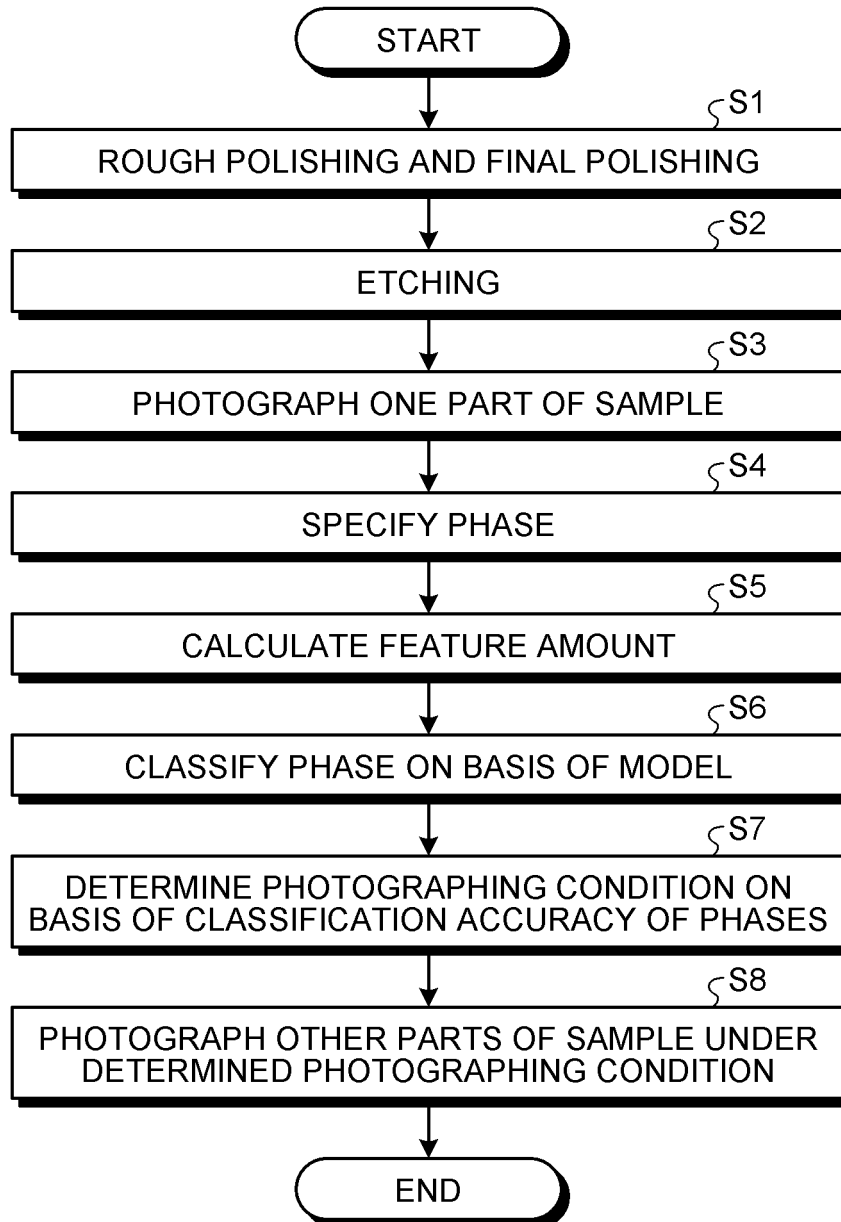 START
S1
ROUGH POLISHING AND FINAL POLISHING
S2
ETCHING
S3
PHOTOGRAPH ONE PART OF SAMPLE
S4
SPECIFY PHASE
S5
CALCULATE FEATURE AMOUNT
S6
CLASSIFY PHASE ON BASIS OF MODEL
S7
DETERMINE PHOTOGRAPHING CONDITION ON
BASIS OF CLASSIFICATION ACCURACY OF PHASES
S8
PHOTOGRAPH OTHER PARTS OF SAMPLE UNDER
DETERMINED PHOTOGRAPHING CONDITION
END